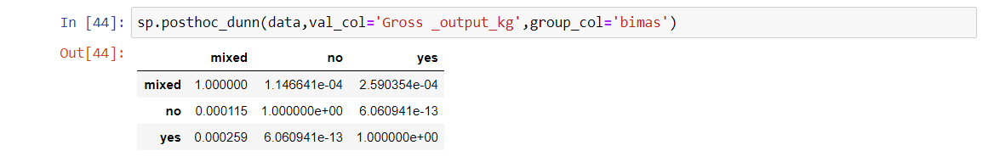 In [44]: sp.posthoc_dunn(data,val_col='Gross _output_kg',group_col='bimas')
Out[44]:
mixed no yes
mixed 1.000000 1.146641e-04 2.590354e-04
no 0.000115 1.000000e+00 6.060941e-13
yes 0.000259 6.060941e-13 1.000000e+00